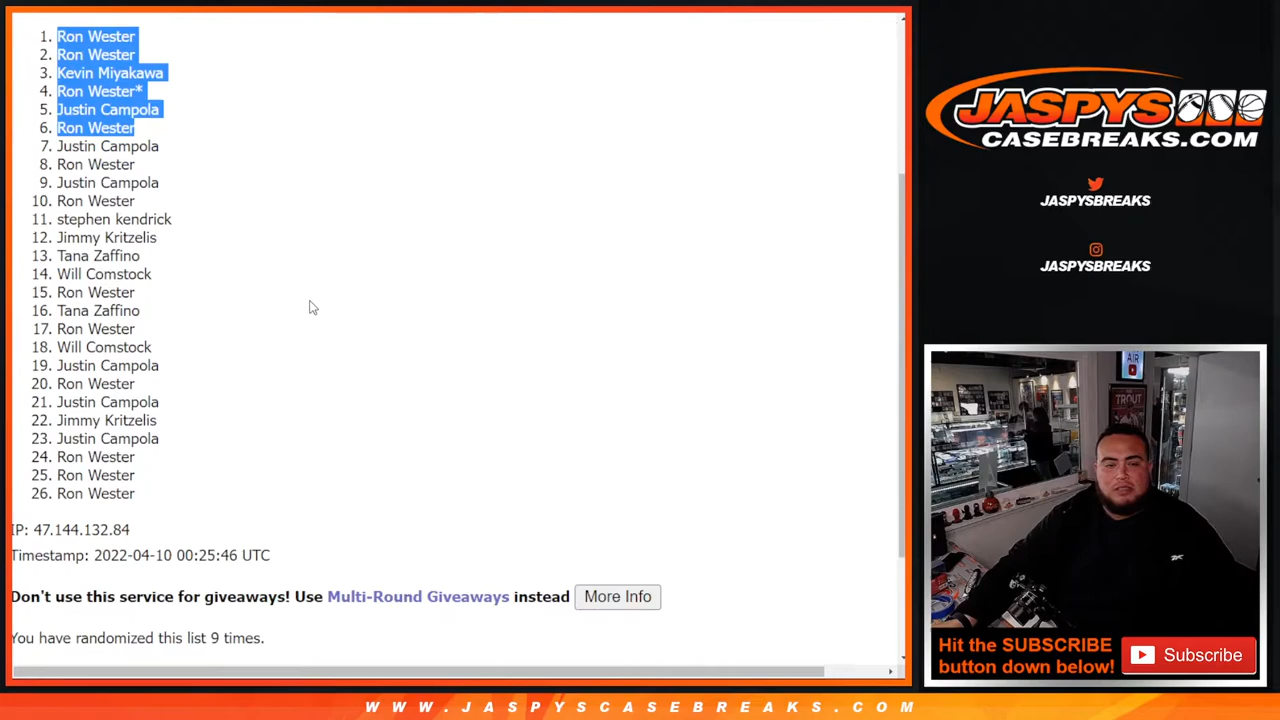 1. Ron Wester
2. Ron Wester
3. Kevin Miyakawa
4. Ron Wester*
5. Justin Campola
6. Ron Wester
7. Justin Campola
8. Ron Wester
9. Justin Campola
10. Ron Wester
11. stephen kendrick
12. Jimmy Kritzelis
13. Tana Zaffino
14. Will Comstock
15. Ron Wester
16. Tana Zaffino
17. Ron Wester
18. Will Comstock
19. Justin Campola
20. Ron Wester
21. Justin Campola
22. Jimmy Kritzelis
23. Justin Campola
24. Ron Wester
25. Ron Wester
26. Ron Wester
IP: 47.144.132.84
Timestamp: 2022-04-10 00:25:46 UTC
Don't use this service for giveaways! Use Multi-Round Giveaways instead More Info
You have randomized this list 9 times.
JASPYS
CASEBREAKS.COM
JASPYSBREAKS
JASPYSBREAKS
AIR
TROUT
Hit the SUBSCRIBE
button down below!
Subscribe
WWW.JASPYSCASEBREAKS.COM